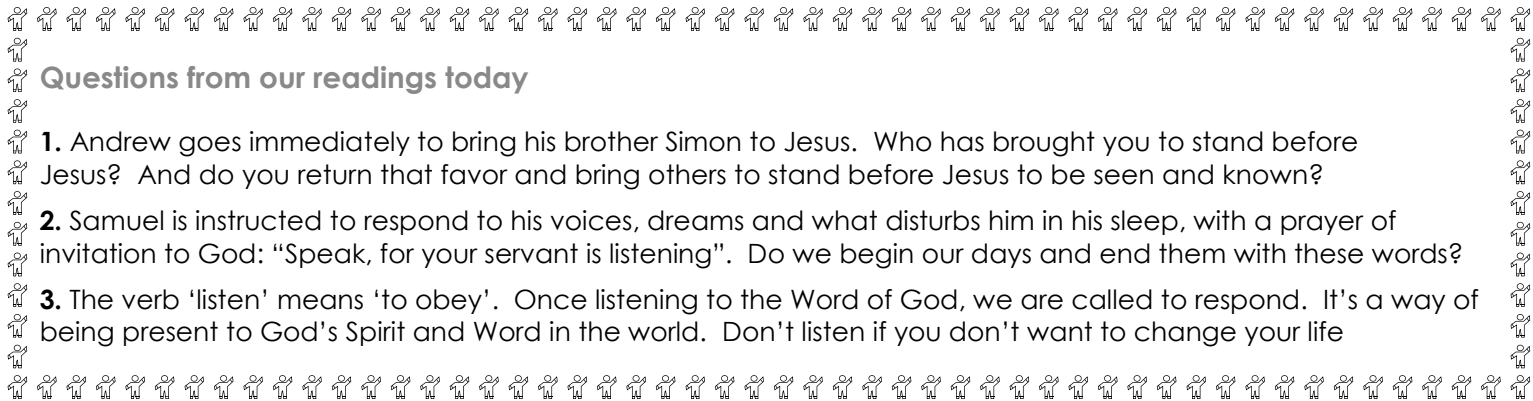 Questions from our readings today
1. Andrew goes immediately to bring his brother Simon to Jesus.  Who has brought you to stand before
Jesus?  And do you return that favor and bring others to stand before Jesus to be seen and known?
2. Samuel is instructed to respond to his voices, dreams and what disturbs him in his sleep, with a prayer of
invitation to God: “Speak, for your servant is listening”.  Do we begin our days and end them with these words?
3. The verb ‘listen’ means ‘to obey’.  Once listening to the Word of God, we are called to respond.  It’s a way of
being present to God’s Spirit and Word in the world.  Don’t listen if you don’t want to change your life